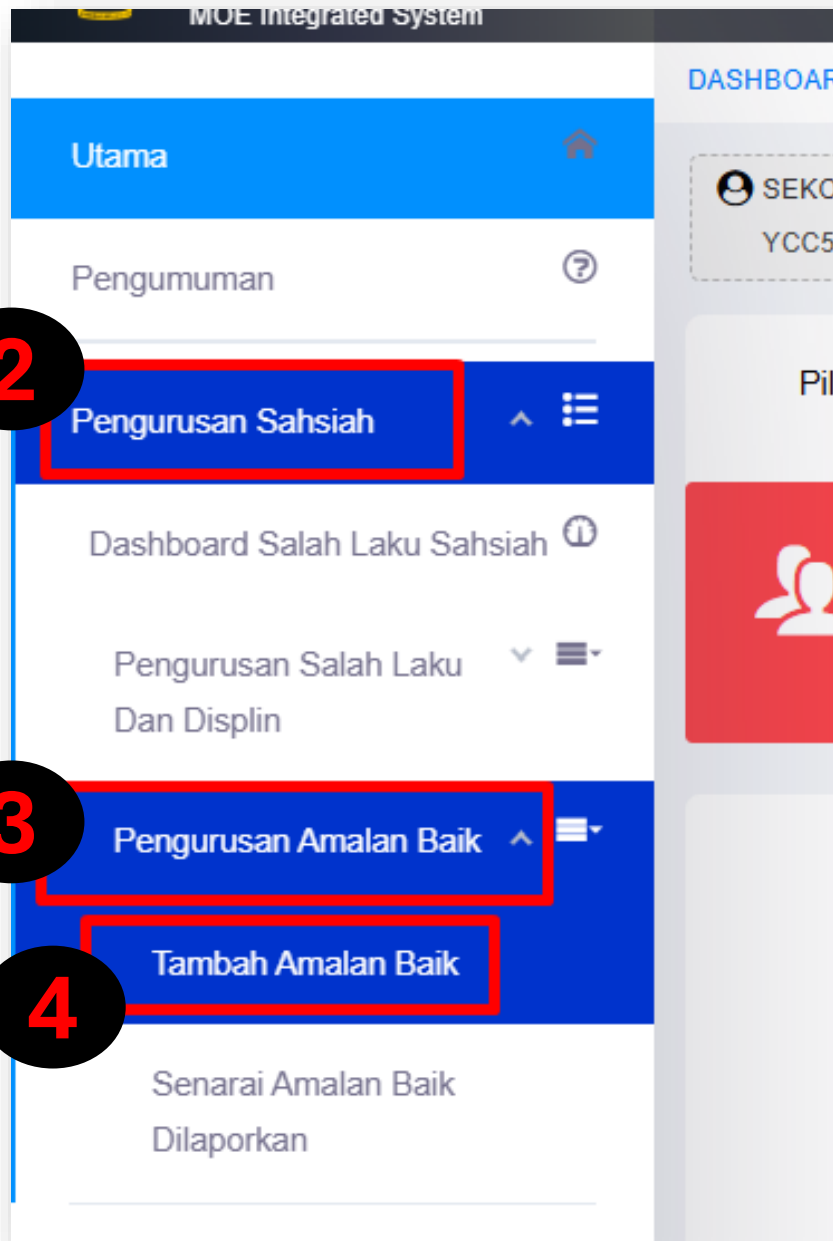 MOE Integrated System
DASHBOAR
Utama
SEKO
YCC5
Pengumuman
2
Pil
Pengurusan Sahsiah
Dashboard Salah Laku Sahsiah
Pengurusan Salah Laku
Dan Displin
3
Pengurusan Amalan Baik
Tambah Amalan Baik
4
Senarai Amalan Baik
Dilaporkan